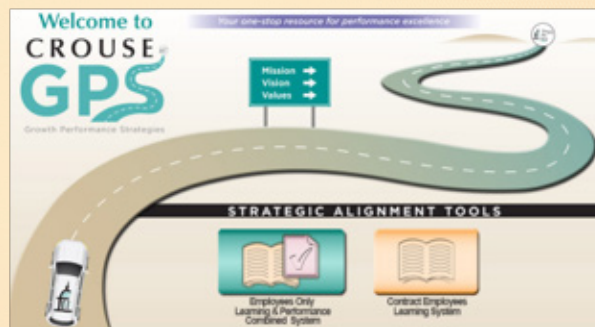 Welcome to
CROUSE
GPS
Growth Performance Strategies
Your one-stop resource for performance excellence
Mission
Vision
Values
STRATEGIC ALIGNMENT TOOLS
Employees Only
Learning & Performance
Combined System
Contract Employees
Learning System